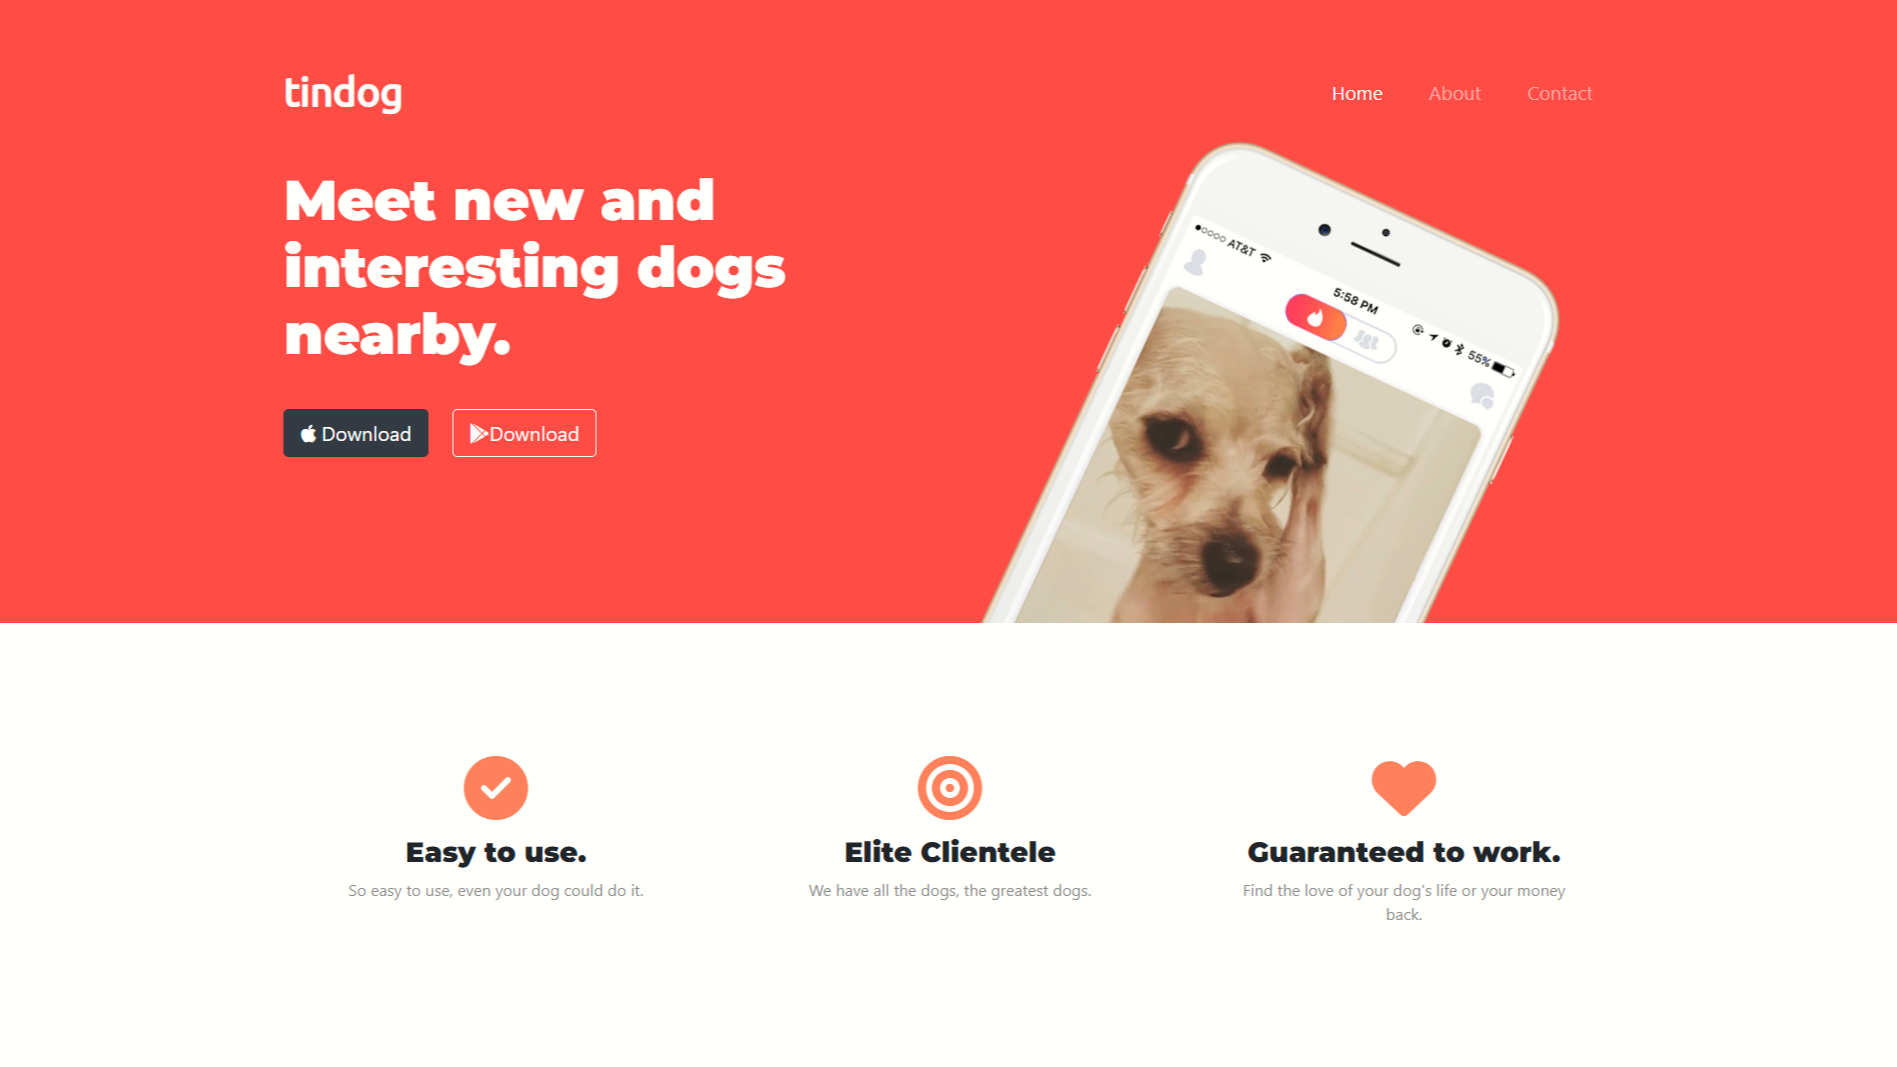 tindog
Home
About
Contact
Meet new and
interesting dogs
nearby.
Download
Download
AT&T
5:58 PM
55%
Easy to use.
So easy to use, even your dog could do it.
Elite Clientele
We have all the dogs, the greatest dogs.
Guaranteed to work.
Find the love of your dog's life or your money
back.